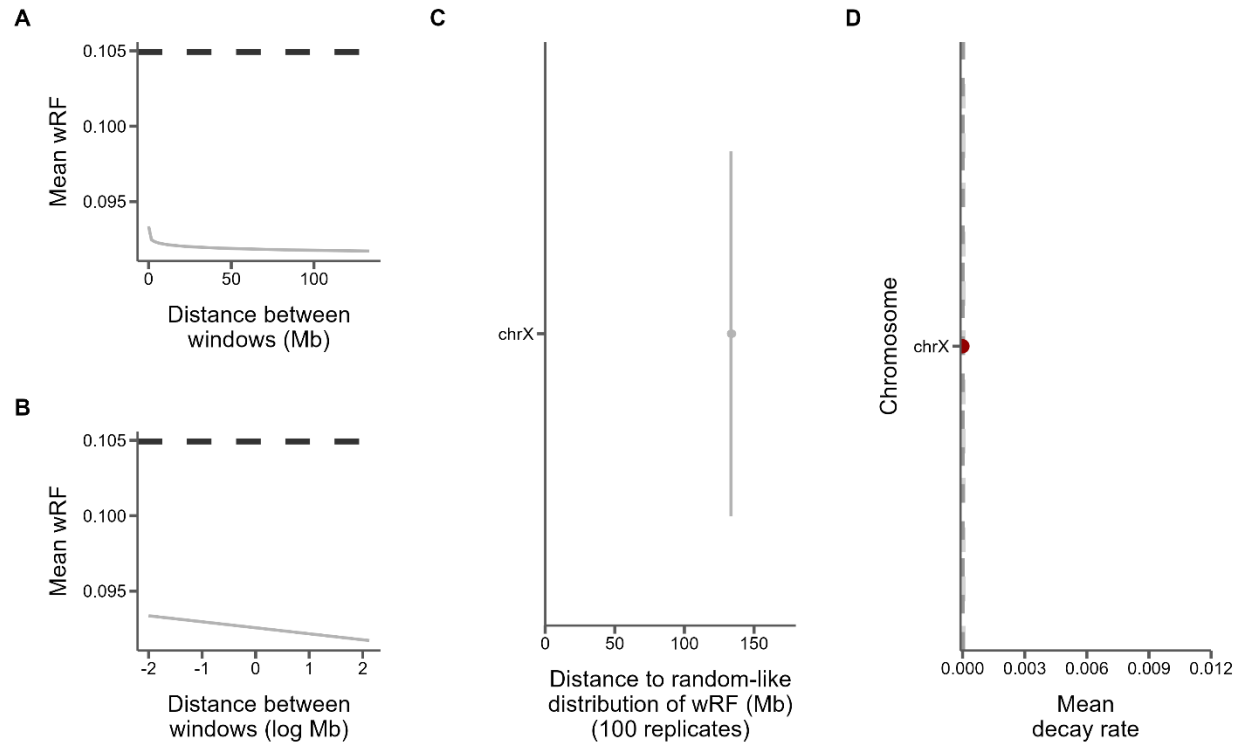 A
0.105
0.100
0.095
Mean wRF
0
50
100
Distance between
windows (Mb)
B
0.105
0.100
0.095
Mean wRF
-2
-1
0
1
2
Distance between
windows (log Mb)
C
chrX
0
50
100
150
Distance to random-like
distribution of wRF (Mb)
(100 replicates)
D
Chromosome
chrX
0.000
0.003
0.006
0.009
0.012
Mean
decay rate